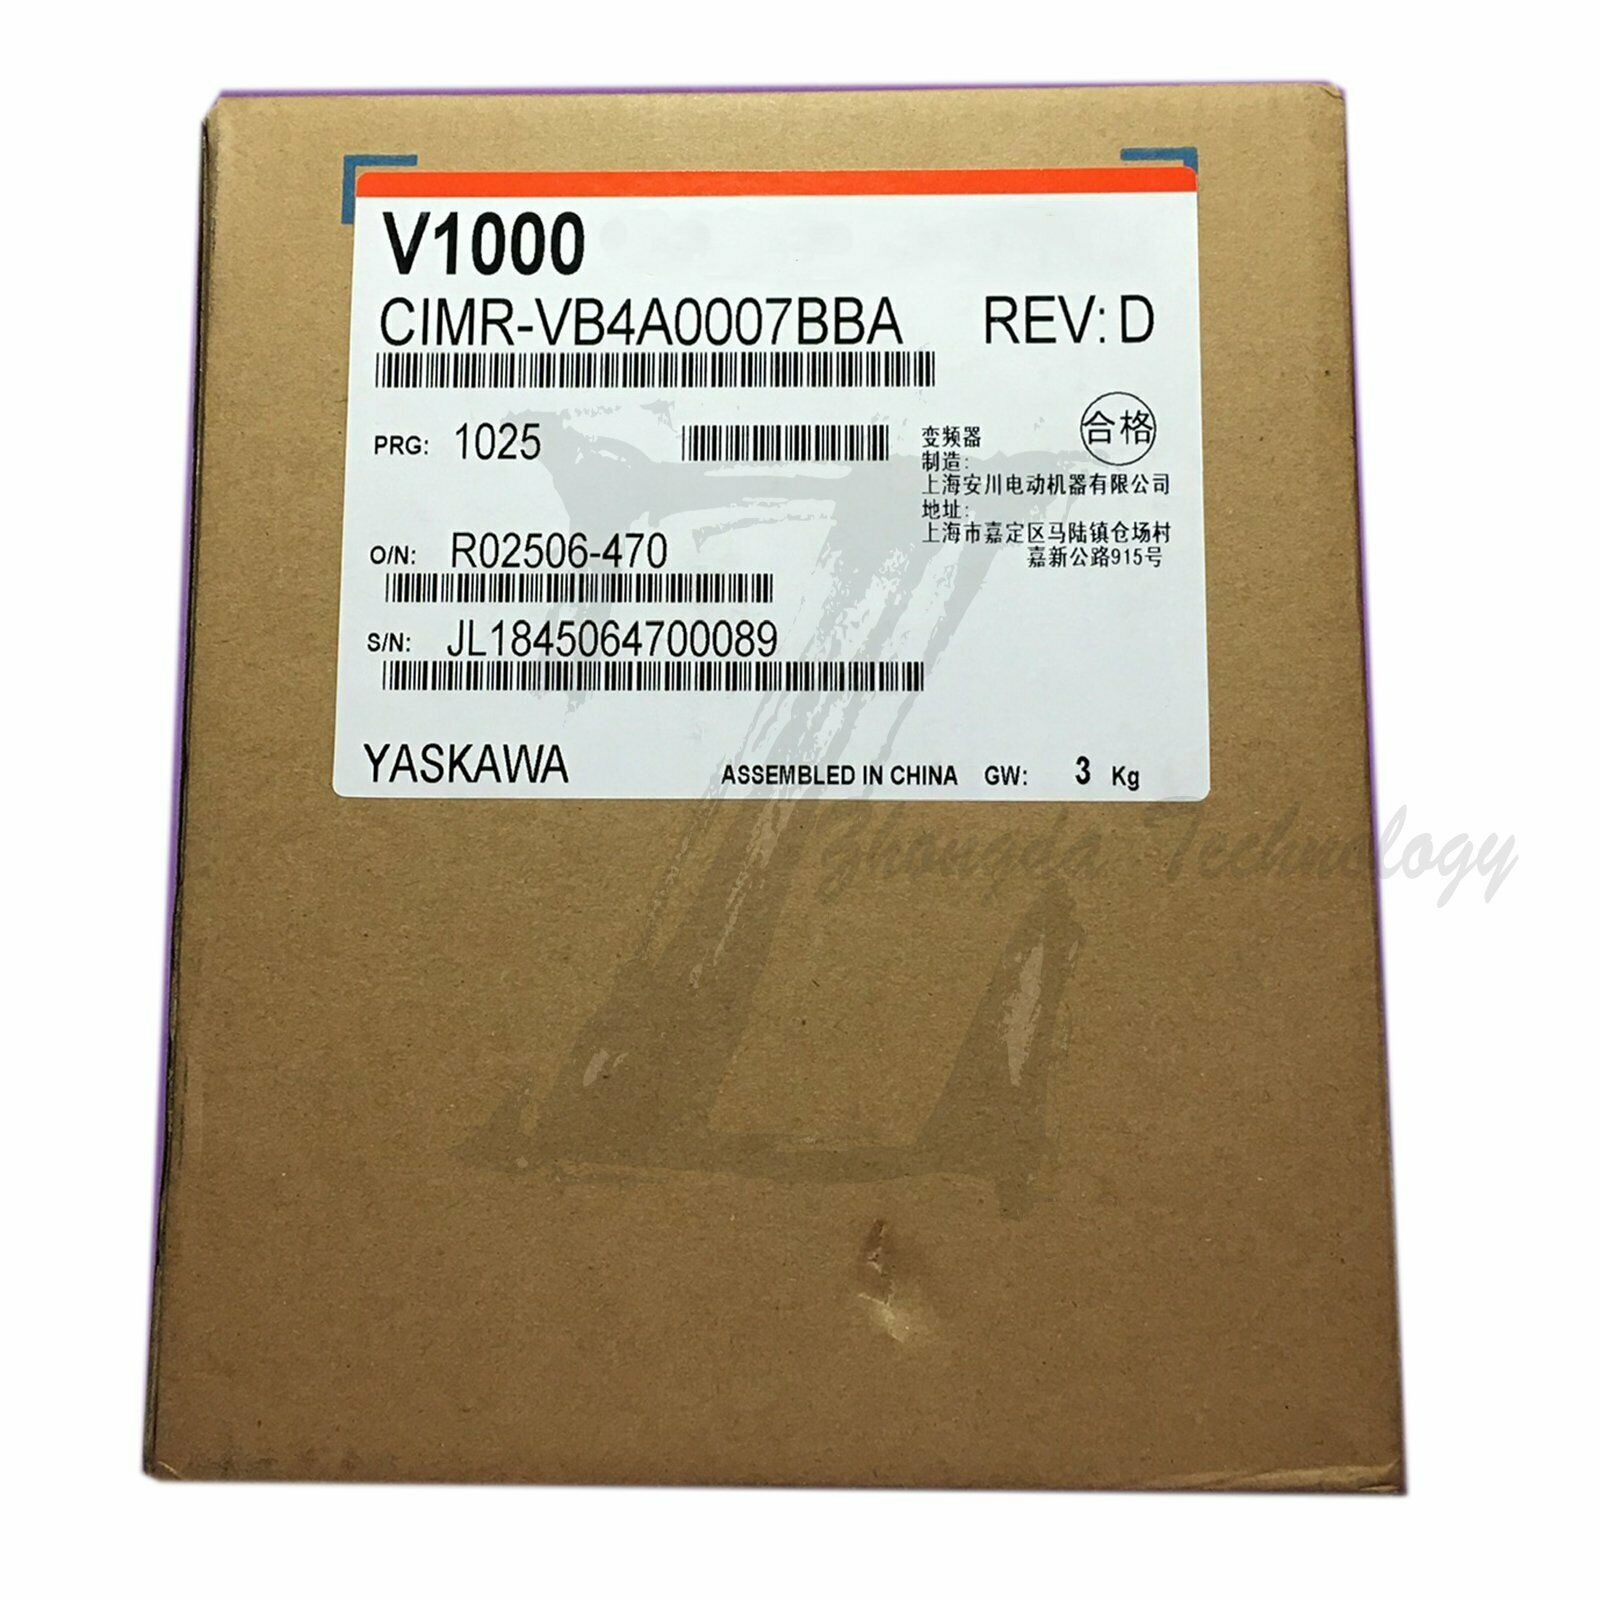 V1000
CIMR-VB4A0007BBA REV: D
PRG: 1025
合格
变频器
制造:
上海安川电动机器有限公司
地址:
上海市嘉定区马陆镇仓场村
嘉新公路915号
O/N: R02506-470
S/N: JL1845064700089
YASKAWA ASSEMBLED IN CHINA GW: 3 Kg
Zhongda Technology